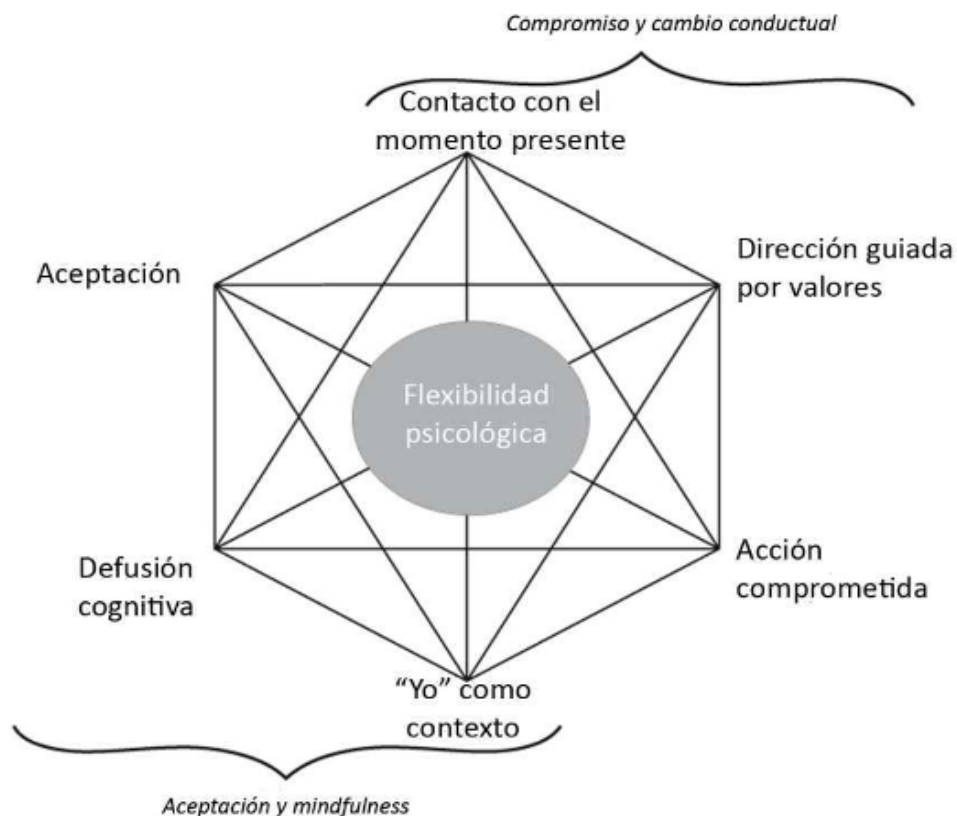 Compromiso y cambio conductual
Contacto con el
momento presente
Aceptación
Dirección guiada
por valores
Flexibilidad
psicológica
Defusión
cognitiva
Acción
comprometida
“Yo” como
contexto
Aceptación y mindfulness